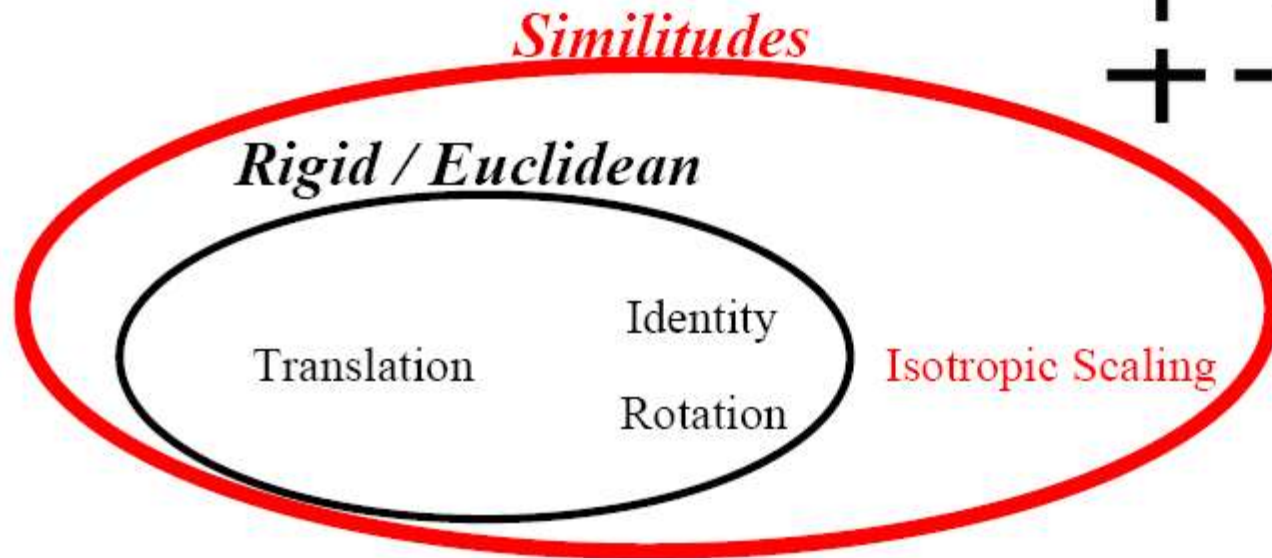 Similitudes
Rigid / Euclidean
Identity
Translation
Isotropic Scaling
Rotation